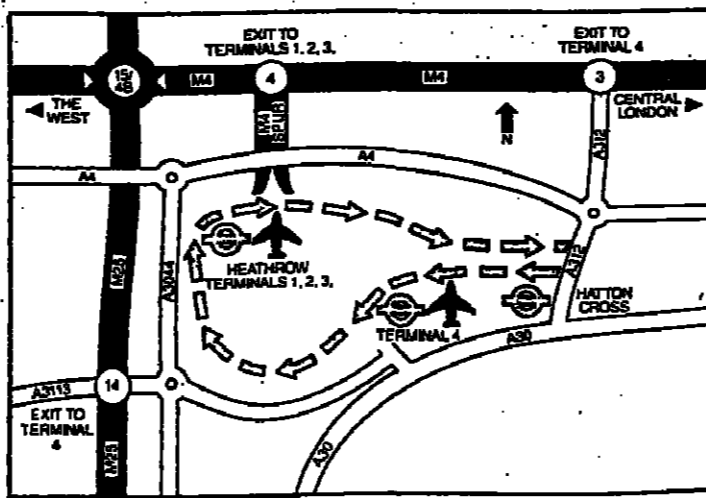 EXIT TO
TERMINALS 1, 2, 3,
EXIT TO
TERMINAL 4
15/
4B
M4
4
M4
3
THE
WEST
M4
SPUR
N
A312
CENTRAL
LONDON
A4
A4
M25
A3044
HEATHROW
TERMINALS 1, 2, 3,
A312
HATTON
CROSS
TERMINAL 4
A30
A3113
14
EXIT TO
TERMINAL
4
M25
A30